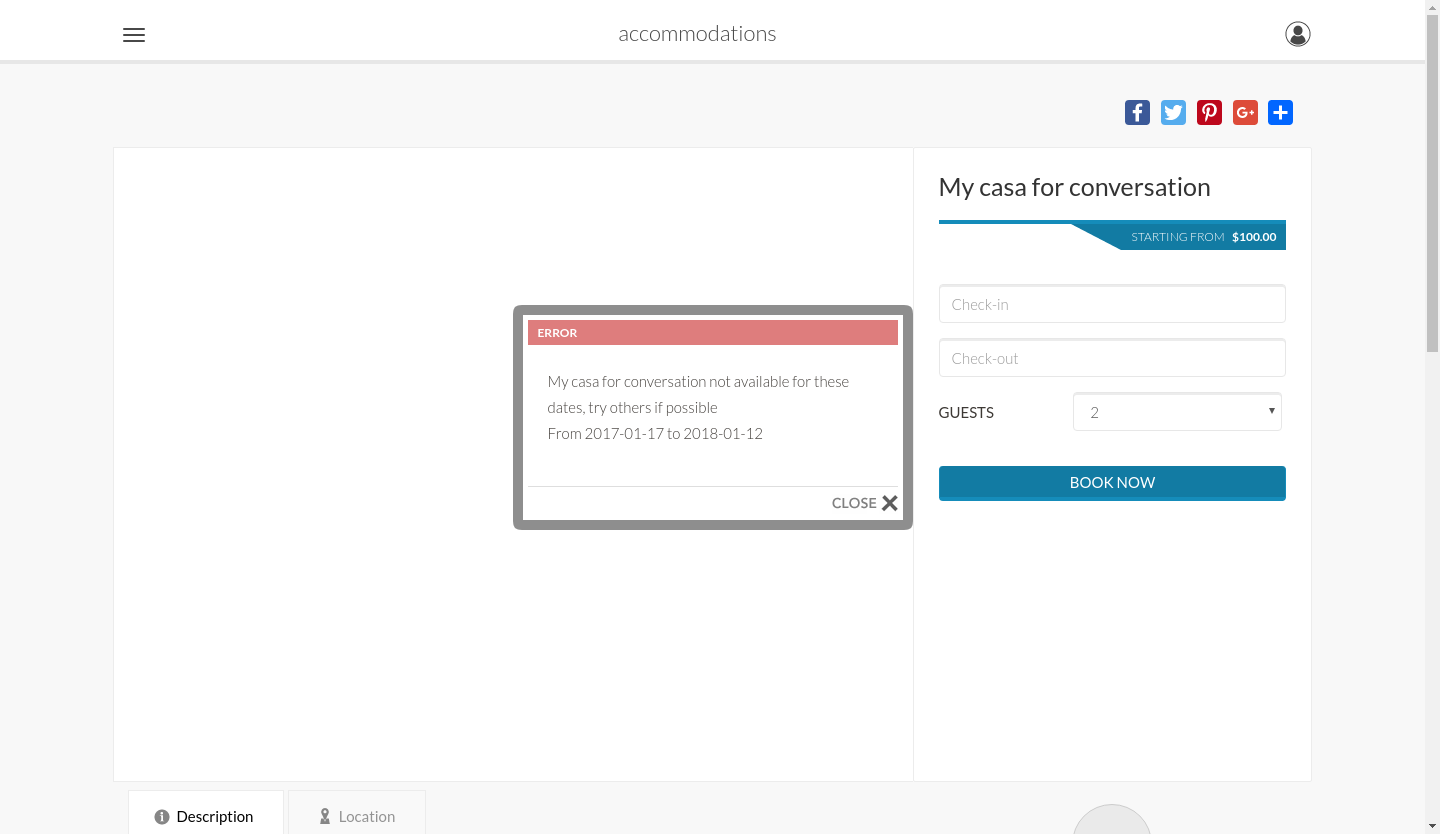 accommodations
My casa for conversation
STARTING FROM $100.00
Check-in
Check-out
GUESTS 2
BOOK NOW
ERROR
My casa for conversation not available for these
dates, try others if possible
From 2017-01-17 to 2018-01-12
CLOSE
Description
Location